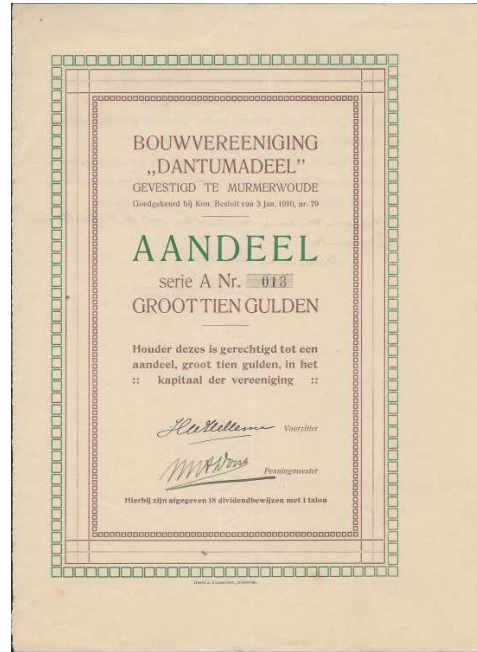 BOUWVEREENIGING
„DANTUMADEEL”
GEVESTIGD TE MURMERWOUDE
Goedgekeurd bij Kon. Besluit van 3 Jan. 1910, nr. 79
AANDEEL
serie A Nr. 013
GROOT TIEN GULDEN
Houder dezes is gerechtigd tot een
aandeel, groot tien gulden, in het
:: kapitaal der vereeniging ::
Voorzitter
Penningmeester
Hierbij zijn afgegeven 18 dividendbewijzen met 1 talon